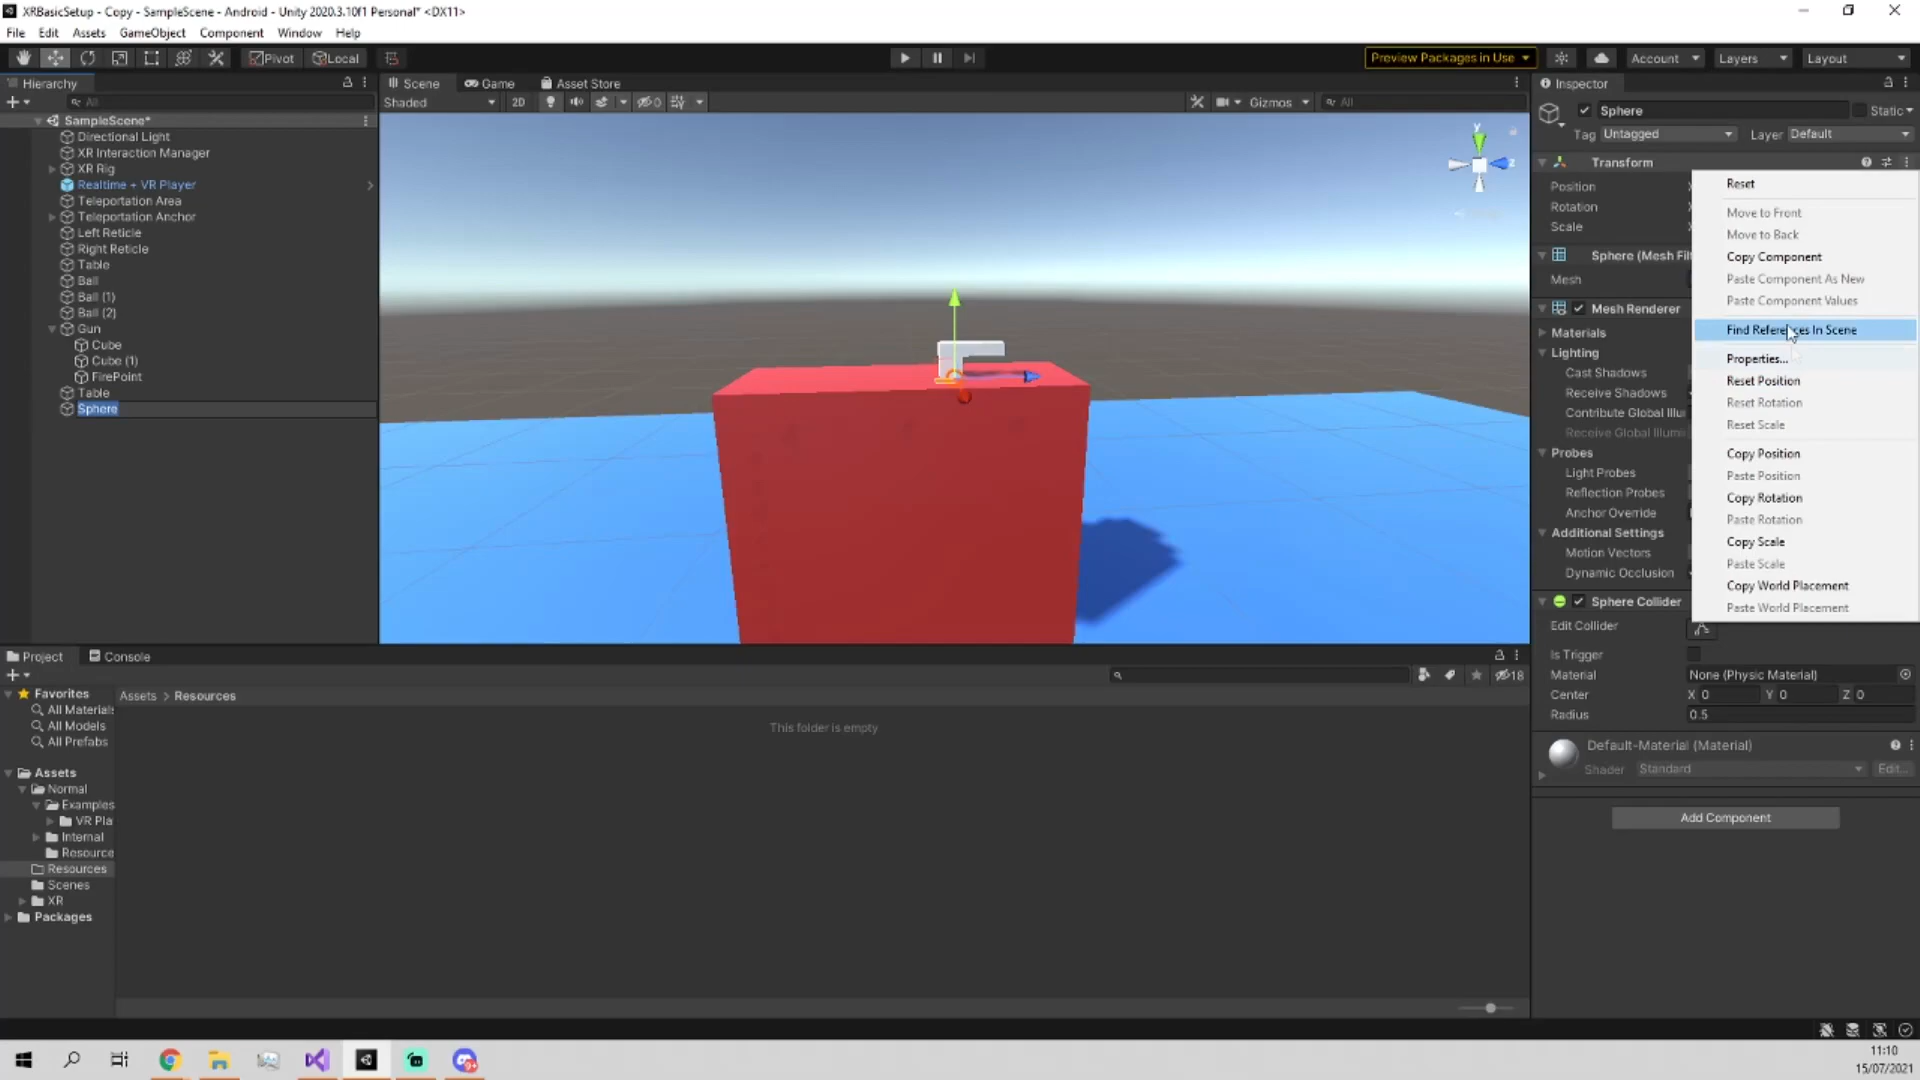 XRBasicSetup - Copy - SampleScene - Android - Unity 2020.3.10f1 Personal* <DX11>
File Edit Assets GameObject Component Window Help
Pivot Local Preview Packages in Use Account Layers Layout
Hierarchy
All
SampleScene*
Directional Light
XR Interaction Manager
XR Rig
Realtime + VR Player
Teleportation Area
Teleportation Anchor
Left Reticle
Right Reticle
Table
Ball
Ball (1)
Ball (2)
Gun
Cube
Cube (1)
FirePoint
Table
Sphere
Scene Game Asset Store
Shaded 2D 0 Gizmos All
y
z
Inspector
Sphere Static
Tag Untagged Layer Default
Transform
Position
Rotation
Scale
Sphere (Mesh Filt
Mesh
Mesh Renderer
Materials
Lighting
Cast Shadows
Receive Shadows
Contribute Global Illu
Receive Global Illumi
Probes
Light Probes
Reflection Probes
Anchor Override
Additional Settings
Motion Vectors
Dynamic Occlusion
Sphere Collider
Edit Collider
Is Trigger
Material None (Physic Material)
Center X 0 Y 0 Z 0
Radius 0.5
Default-Material (Material)
Shader Standard Edit...
Add Component
Reset
Move to Front
Move to Back
Copy Component
Paste Component As New
Paste Component Values
Find References In Scene
Properties...
Reset Position
Reset Rotation
Reset Scale
Copy Position
Paste Position
Copy Rotation
Paste Rotation
Copy Scale
Paste Scale
Copy World Placement
Paste World Placement
Project Console
18
Favorites
All Materials
All Models
All Prefabs
Assets
Normal
Examples
VR Pla
Internal
Resource
Resources
Scenes
XR
Packages
Assets > Resources
This folder is empty
9+
11:10
15/07/2021